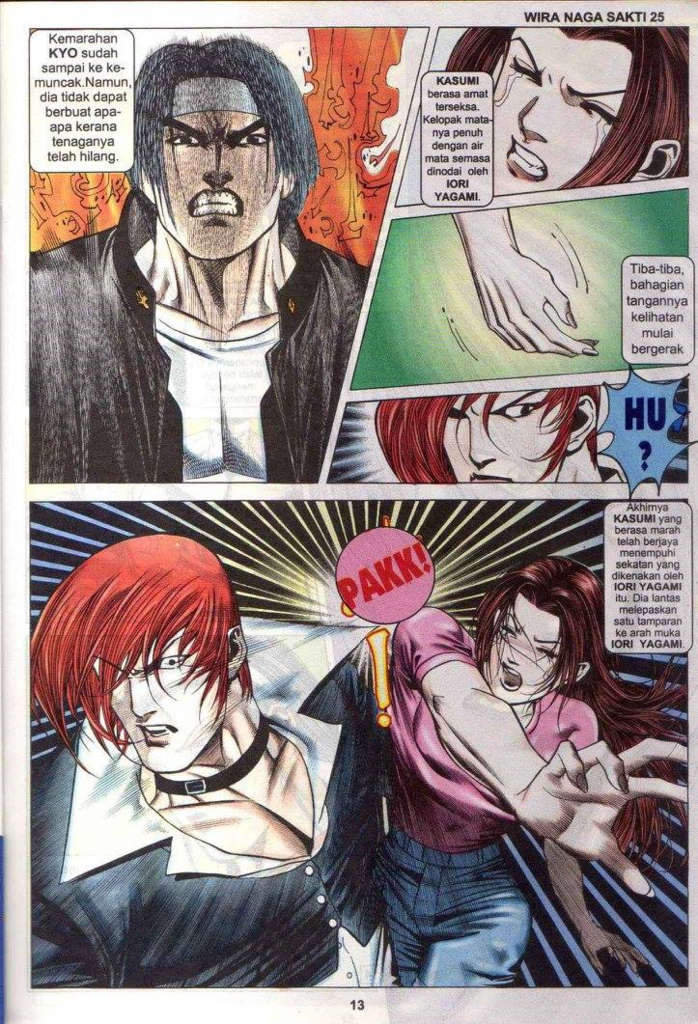 WIRA NAGA SAKTI 25
Kemarahan
KYO sudah
sampai ke ke-
muncak.Namun,
dia tidak dapat
berbuat apa-
apa kerana
tenaganya
telah hilang.
KASUMI
berasa amat
terseksa.
Kelopak mata-
nya penuh
dengan air
mata semasa
dinodai oleh
IORI
YAGAMI.
Tiba-tiba,
bahagian
tangannya
kelihatan
mulai
bergerak
HU
?
Akhirnya
KASUMI yang
berasa marah
telah berjaya
menempuhi
sekatan yang
dikenakan oleh
IORI YAGAMI
itu. Dia lantas
melepaskan
satu tamparan
ke arah muka
IORI YAGAMI.
PAKK!
!
13